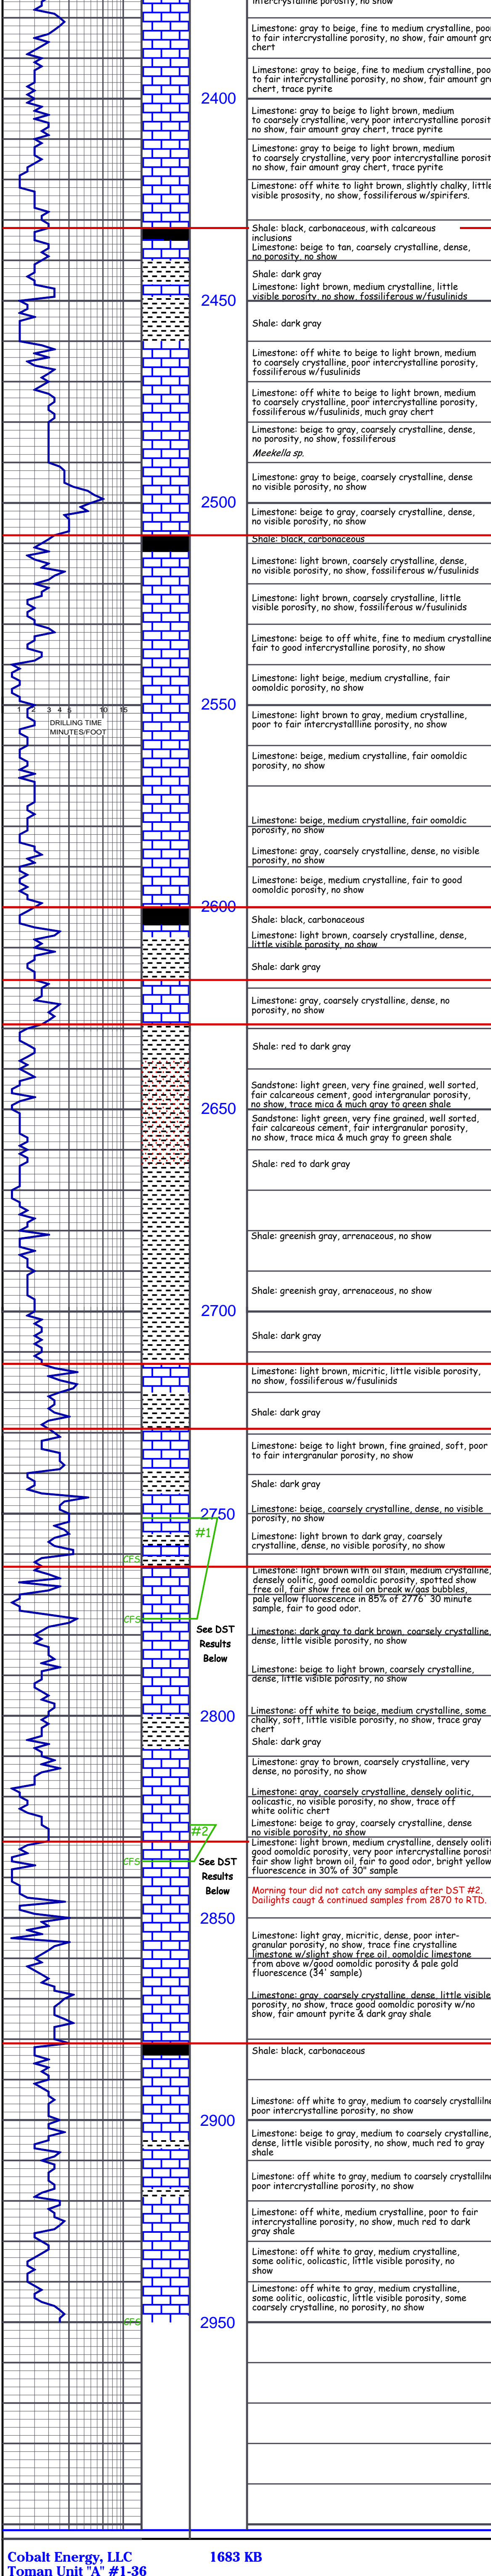 intercrystalline porosity, no show
Limestone: gray to beige, fine to medium crystalline, poor
to fair intercrystalline porosity, no show, fair amount gray
chert
Limestone: gray to beige, fine to medium crystalline, poor
to fair intercrystalline porosity, no show, fair amount gray
chert, trace pyrite
2400
Limestone: gray to beige to light brown, medium
to coarsely crystalline, very poor intercrystalline porosity
no show, fair amount gray chert, trace pyrite
Limestone: gray to beige to light brown, medium
to coarsely crystalline, very poor intercrystalline porosity
no show, fair amount gray chert, trace pyrite
Limestone: off white to light brown, slightly chalky, little
visible prososity, no show, fossiliferous w/spirifers.
Shale: black, carbonaceous, with calcareous
inclusions
Limestone: beige to tan, coarsely crystalline, dense,
no porosity, no show
Shale: dark gray
Limestone: light brown, medium crystalline, little
visible porosity, no show, fossiliferous w/fusulinids
2450
Shale: dark gray
Limestone: off white to beige to light brown, medium
to coarsely crystalline, poor intercrystalline porosity,
fossiliferous w/fusulinids
Limestone: off white to beige to light brown, medium
to coarsely crystalline, poor intercrystalline porosity,
fossiliferous w/fusulinids, much gray chert
Limestone: beige to gray, coarsely crystalline, dense,
no porosity, no show, fossiliferous
Meekella sp.
Limestone: gray to beige, coarsely crystalline, dense
no visible porosity, no show
2500
Limestone: beige to gray, coarsely crystalline, dense,
no visible porosity, no show
Shale: black, carbonaceous
Limestone: light brown, coarsely crystalline, dense,
no visible porosity, no show, fossiliferous w/fusulinids
Limestone: light brown, coarsely crystalline, little
visible porosity, no show, fossiliferous w/fusulinids
Limestone: beige to off white, fine to medium crystalline
fair to good intercrystalline porosity, no show
Limestone: light beige, medium crystalline, fair
oomoldic porosity, no show
2550
1 2 3 4 5 10 15
DRILLING TIME
MINUTES/FOOT
Limestone: light brown to gray, medium crystalline,
poor to fair intercrystallline porosity, no show
Limestone: beige, medium crystalline, fair oomoldic
porosity, no show
Limestone: beige, medium crystalline, fair oomoldic
porosity, no show
Limestone: gray, coarsely crystalline, dense, no visible
porosity, no show
Limestone: beige, medium crystalline, fair to good
oomoldic porosity, no show
2600
Shale: black, carbonaceous
Limestone: light brown, coarsely crystalline, dense,
little visible porosity, no show
Shale: dark gray
Limestone: gray, coarsely crystalline, dense, no
porosity, no show
Shale: red to dark gray
Sandstone: light green, very fine grained, well sorted,
fair calcareous cement, good intergranular porosity,
no show, trace mica & much gray to green shale
2650
Sandstone: light green, very fine grained, well sorted,
fair calcareous cement, fair intergranular porosity,
no show, trace mica & much gray to green shale
Shale: red to dark gray
Shale: greenish gray, arrenaceous, no show
Shale: greenish gray, arrenaceous, no show
2700
Shale: dark gray
Limestone: light brown, micritic, little visible porosity,
no show, fossiliferous w/fusulinids
Shale: dark gray
Limestone: beige to light brown, fine grained, soft, poor
to fair intergranular porosity, no show
Shale: dark gray
Limestone: beige, coarsely crystalline, dense, no visible
porosity, no show
2750
#1
Limestone: light brown to dark gray, coarsely
crystalline, dense, no visible porosity, no show
CFS
Limestone: light brown with oil stain, medium crystalline,
densely oolitic, good oomoldic porosity, spotted show
free oil, fair show free oil on break w/gas bubbles,
pale yellow fluorescence in 85% of 2776' 30 minute
sample, fair to good odor.
CFS
See DST
Results
Below
Limestone: dark gray to dark brown, coarsely crystalline
dense, little visible porosity, no show
Limestone: beige to light brown, coarsely crystalline,
dense, little visible porosity, no show
2800
Limestone: off white to beige, medium crystalline, some
chalky, soft, little visible porosity, no show, trace gray
chert
Shale: dark gray
Limestone: gray to brown, coarsely crystalline, very
dense, no porosity, no show
Limestone: gray, coarsely crystalline, densely oolitic,
oolicastic, no visible porosity, no show, trace off
white oolitic chert
Limestone: beige to gray, coarsely crystalline, dense
no visible porosity, no show
#2
Limestone: light brown, medium crystalline, densely oolitic
good oomoldic porosity, very poor intercrystalline porosity
fair show light brown oil, fair to good odor, bright yellow
fluorescence in 30% of 30" sample
CFS
See DST
Results
Below
Morning tour did not catch any samples after DST #2.
Dailights caugt & continued samples from 2870 to RTD.
2850
Limestone: light gray, micritic, dense, poor inter-
granular porosity, no show, trace fine crystalline
limestone w/slight show free oil, oomoldic limestone
from above w/good oomoldic porosity & pale gold
fluorescence (34' sample)
Limestone: gray, coarsely crystalline, dense, little visible
porosity, no show, trace good oomoldic porosity w/no
show, fair amount pyrite & dark gray shale
Shale: black, carbonaceous
2900
Limestone: off white to gray, medium to coarsely crystallilne
poor intercrystalline porosity, no show
Limestone: beige to gray, medium to coarsely crystalline,
dense, little visible porosity, no show, much red to gray
shale
Limestone: off white to gray, medium to coarsely crystallilne
poor intercrystalline porosity, no show
Limestone: off white, medium crystalline, poor to fair
intercrystalline porosity, no show, much red to dark
gray shale
Limestone: off white to gray, medium crystalline,
some oolitic, oolicastic, little visible porosity, no
show
Limestone: off white to gray, medium crystalline,
some oolitic, oolicastic, little visible porosity, some
coarsely crystalline, no porosity, no show
CFS
2950
Cobalt Energy, LLC 1683 KB
Toman Unit "A" #1-36